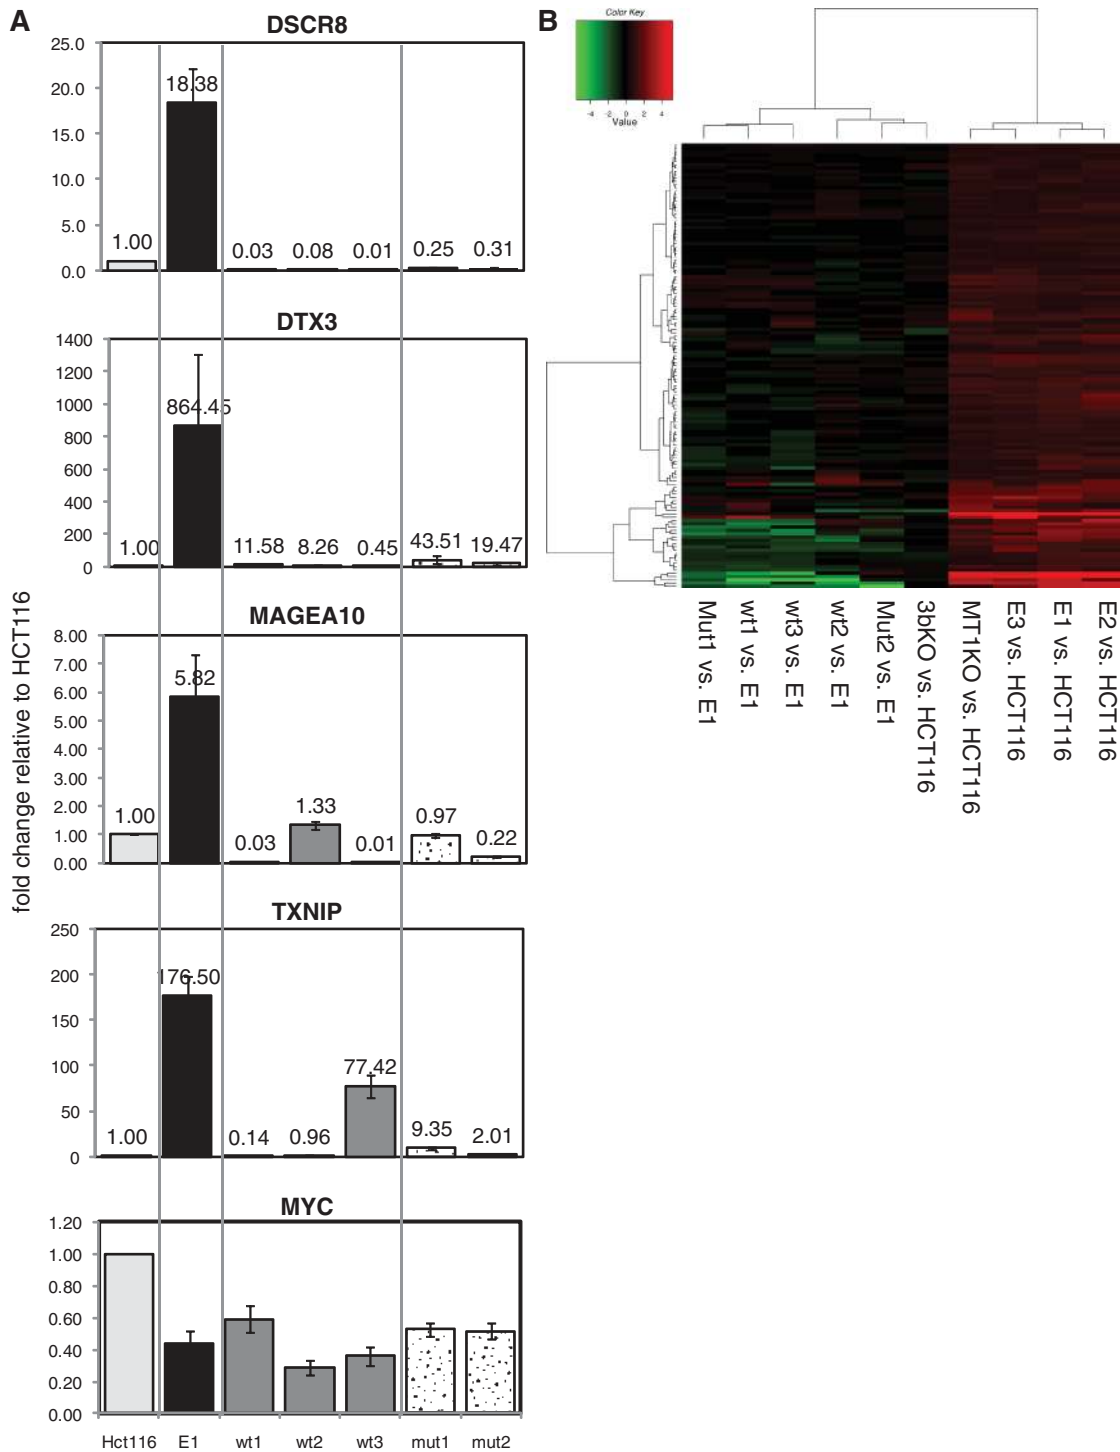 A
DSCR8
25.0
20.0
15.0
10.0
5.0
0.0
1.00
18.38
0.03
0.08
0.01
0.25
0.31
DTX3
1400
1200
1000
800
600
400
200
0
1.00
864.45
11.58
8.26
0.45
43.51
19.47
fold change relative to HCT116
MAGEA10
8.00
7.00
6.00
5.00
4.00
3.00
2.00
1.00
0.00
1.00
5.82
0.03
1.33
0.01
0.97
0.22
TXNIP
250
200
150
100
50
0
1.00
176.50
0.14
0.96
77.42
9.35
2.01
MYC
1.20
1.00
0.80
0.60
0.40
0.20
0.00
Hct116 E1 wt1 wt2 wt3 mut1 mut2
B
Color Key
-4 -2 0 2 4
Value
Mut1 vs. E1
wt1 vs. E1
wt3 vs. E1
wt2 vs. E1
Mut2 vs. E1
3bKO vs. HCT116
MT1KO vs. HCT116
E3 vs. HCT116
E1 vs. HCT116
E2 vs. HCT116